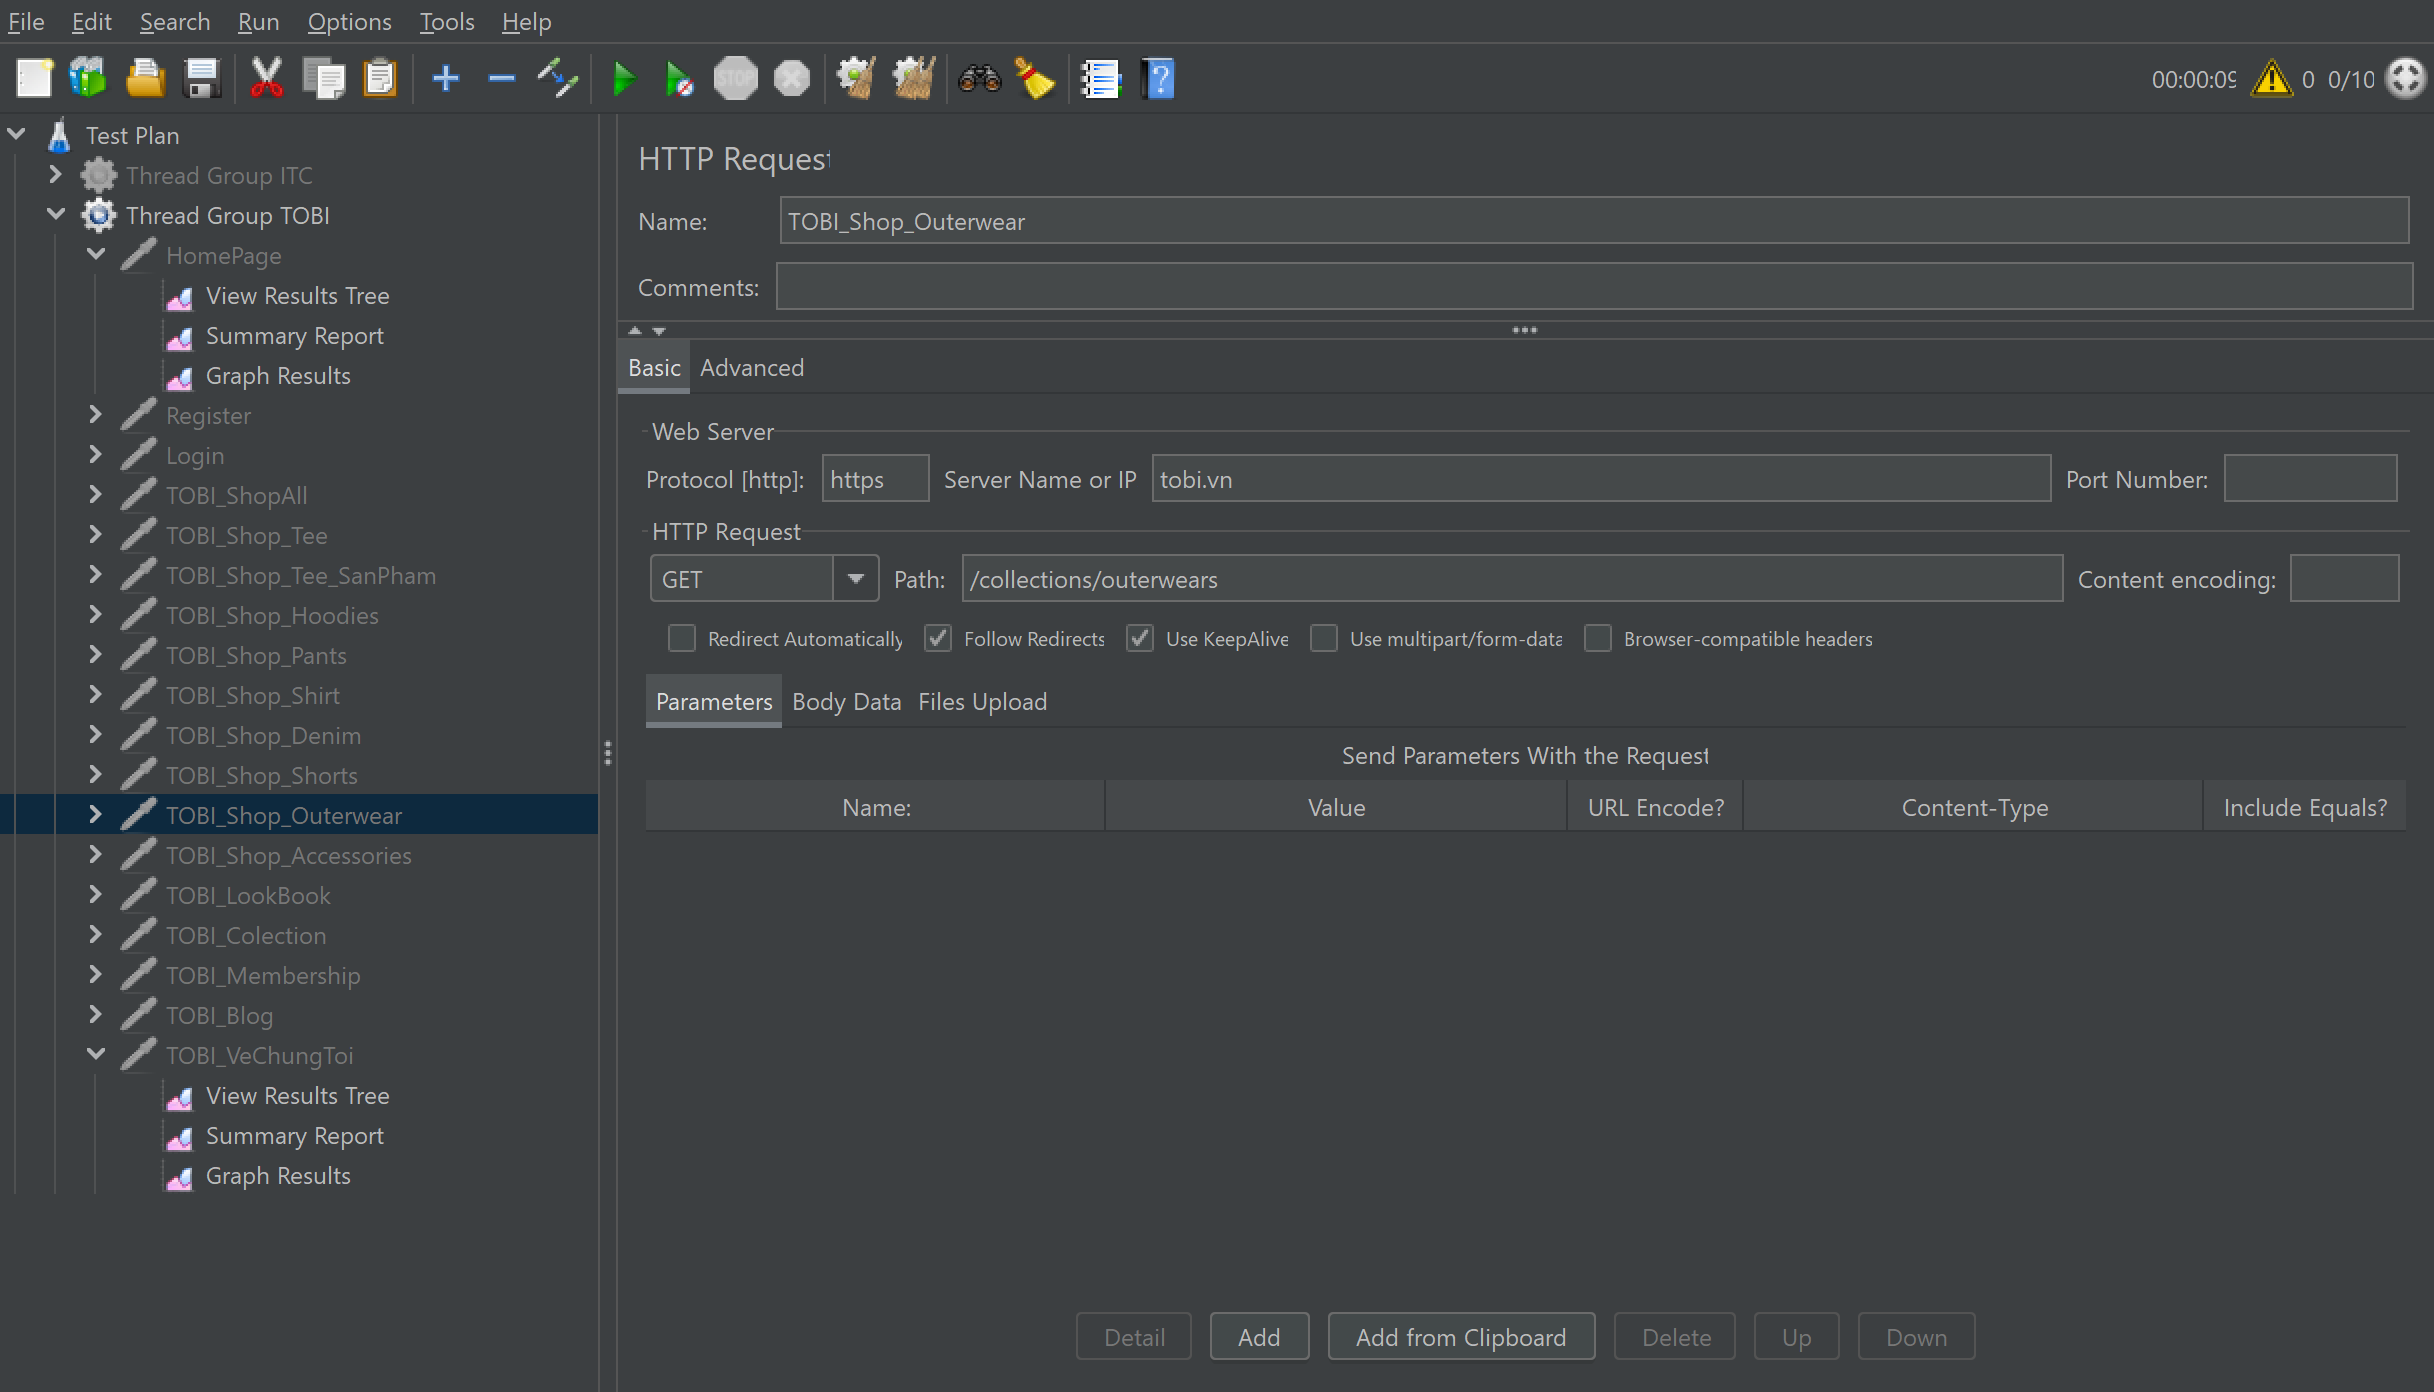 File Edit Search Run Options Tools Help
STOP
00:00:09 0 0/10
Test Plan
Thread Group ITC
Thread Group TOBI
HomePage
View Results Tree
Summary Report
Graph Results
Register
Login
TOBI_ShopAll
TOBI_Shop_Tee
TOBI_Shop_Tee_SanPham
TOBI_Shop_Hoodies
TOBI_Shop_Pants
TOBI_Shop_Shirt
TOBI_Shop_Denim
TOBI_Shop_Shorts
TOBI_Shop_Outerwear
TOBI_Shop_Accessories
TOBI_LookBook
TOBI_Colection
TOBI_Membership
TOBI_Blog
TOBI_VeChungToi
View Results Tree
Summary Report
Graph Results
HTTP Request
Name: TOBI_Shop_Outerwear
Comments:
Basic Advanced
Web Server
Protocol [http]: https Server Name or IP tobi.vn Port Number:
HTTP Request
GET Path: /collections/outerwears Content encoding:
Redirect Automatically Follow Redirects Use KeepAlive Use multipart/form-data Browser-compatible headers
Parameters Body Data Files Upload
Send Parameters With the Request
Name: Value URL Encode? Content-Type Include Equals?
Detail Add Add from Clipboard Delete Up Down